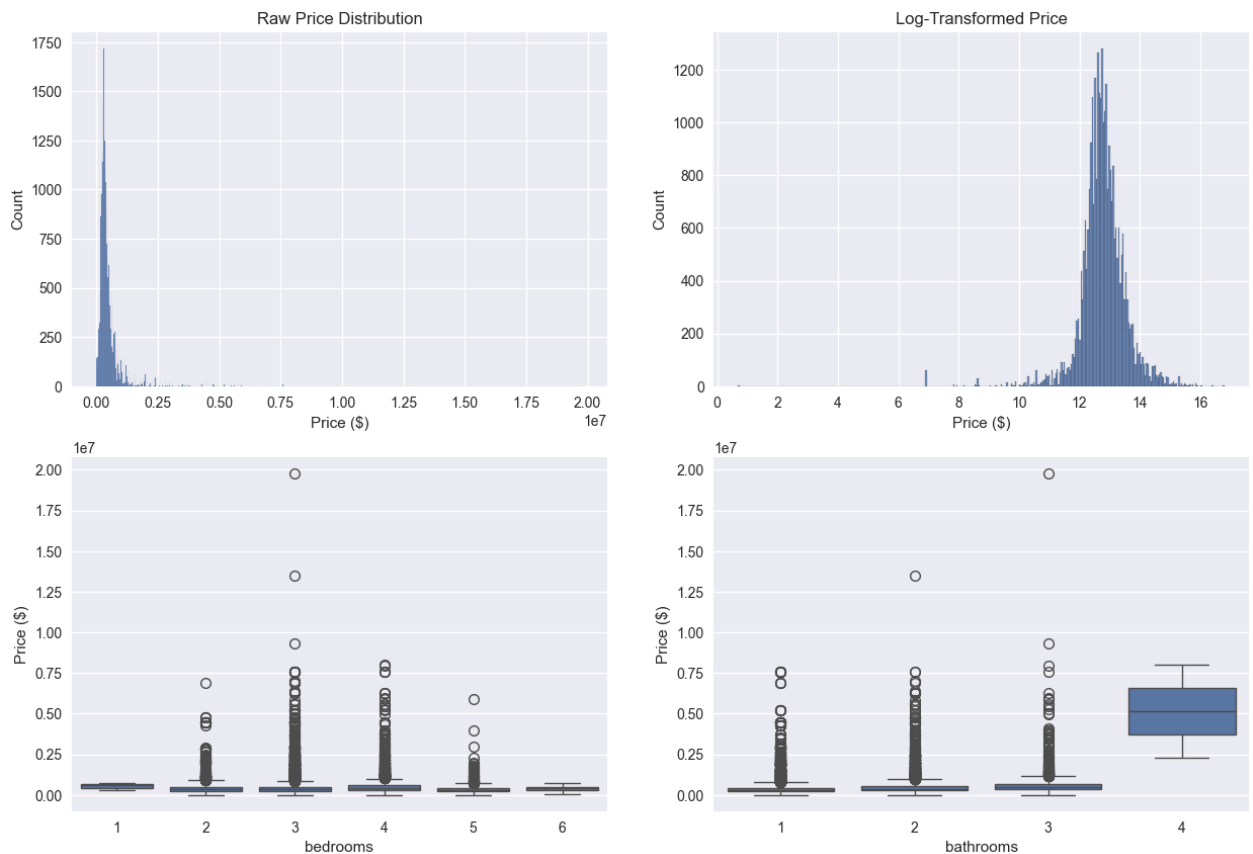 Raw Price Distribution
1750
1500
1250
1000
750
500
250
0
Count
0.00 0.25 0.50 0.75 1.00 1.25 1.50 1.75 2.00
Price ($)
1e7
Log-Transformed Price
1200
1000
800
600
400
200
0
Count
0 2 4 6 8 10 12 14 16
Price ($)
1e7
2.00
1.75
1.50
1.25
1.00
0.75
0.50
0.25
0.00
Price ($)
1 2 3 4 5 6
bedrooms
1e7
2.00
1.75
1.50
1.25
1.00
0.75
0.50
0.25
0.00
Price ($)
1 2 3 4
bathrooms